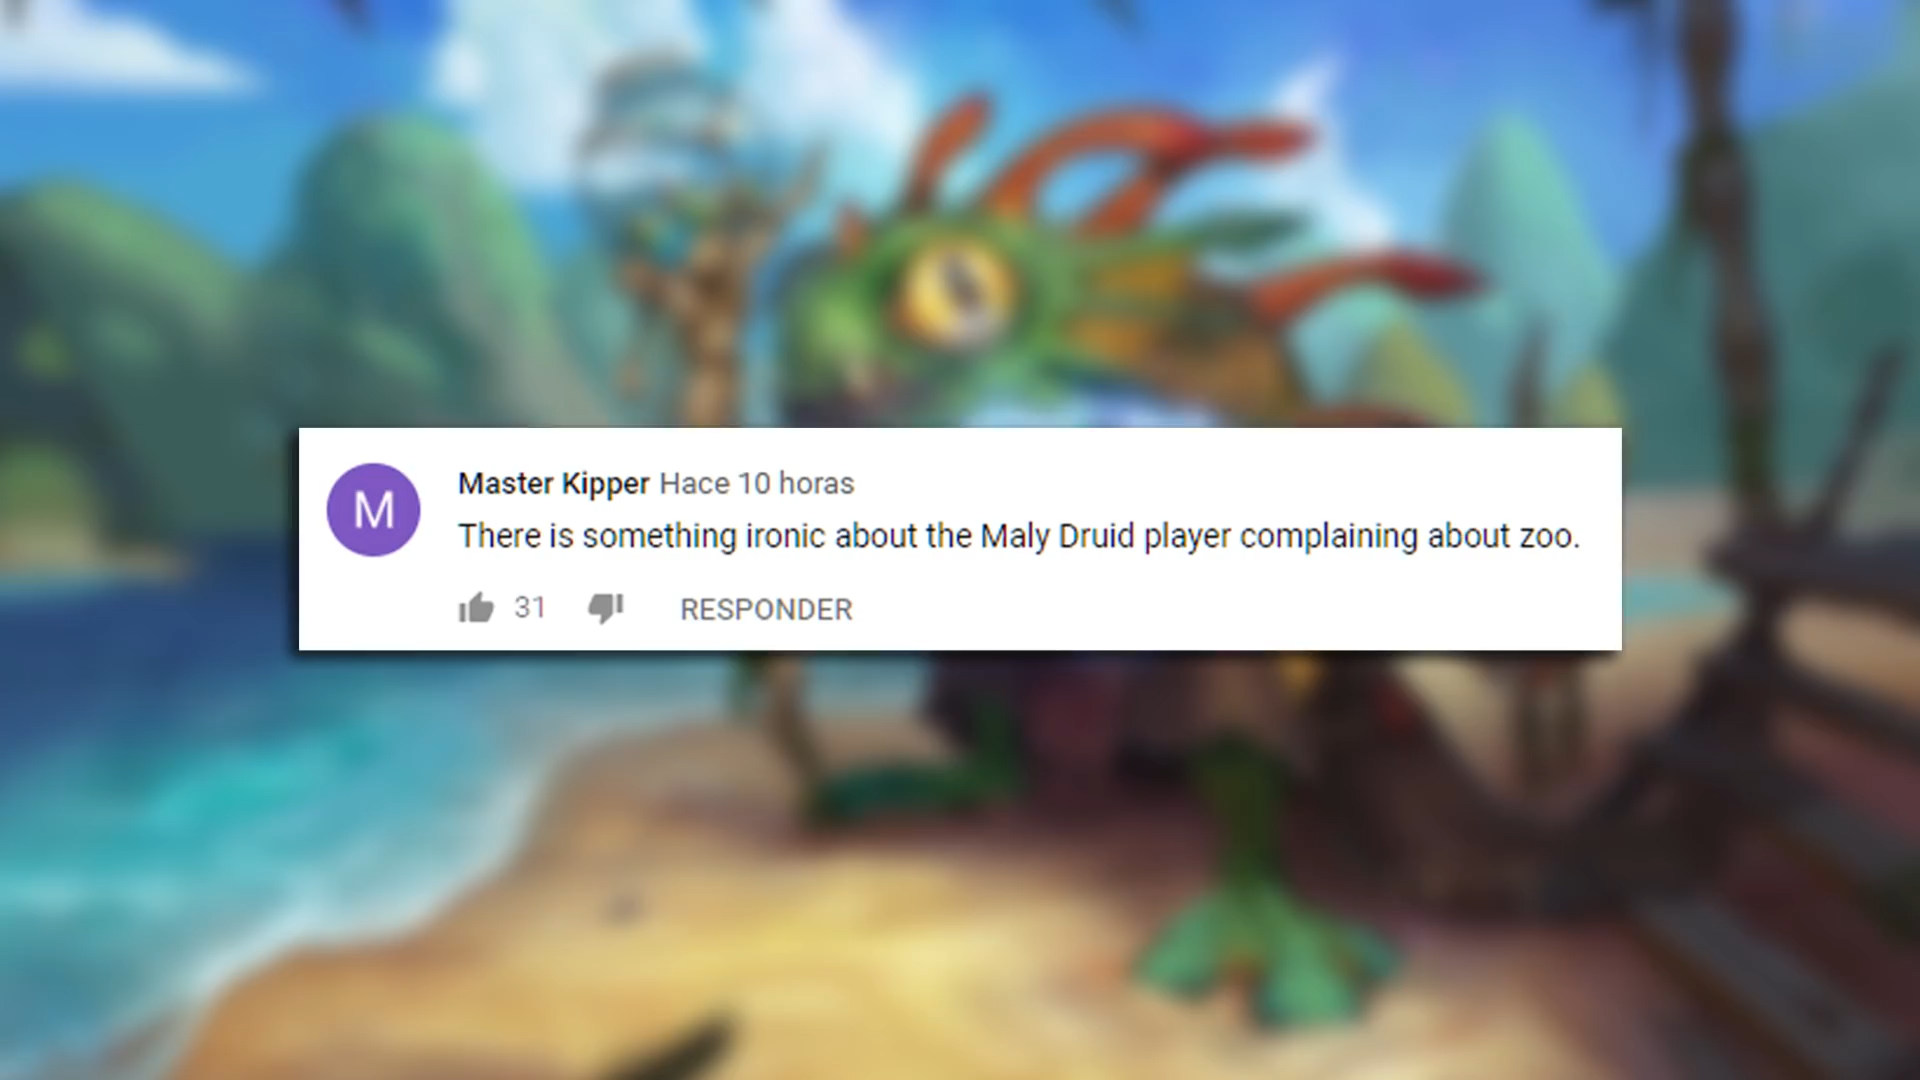 M
Master Kipper Hace 10 horas
There is something ironic about the Maly Druid player complaining about zoo.
31 RESPONDER